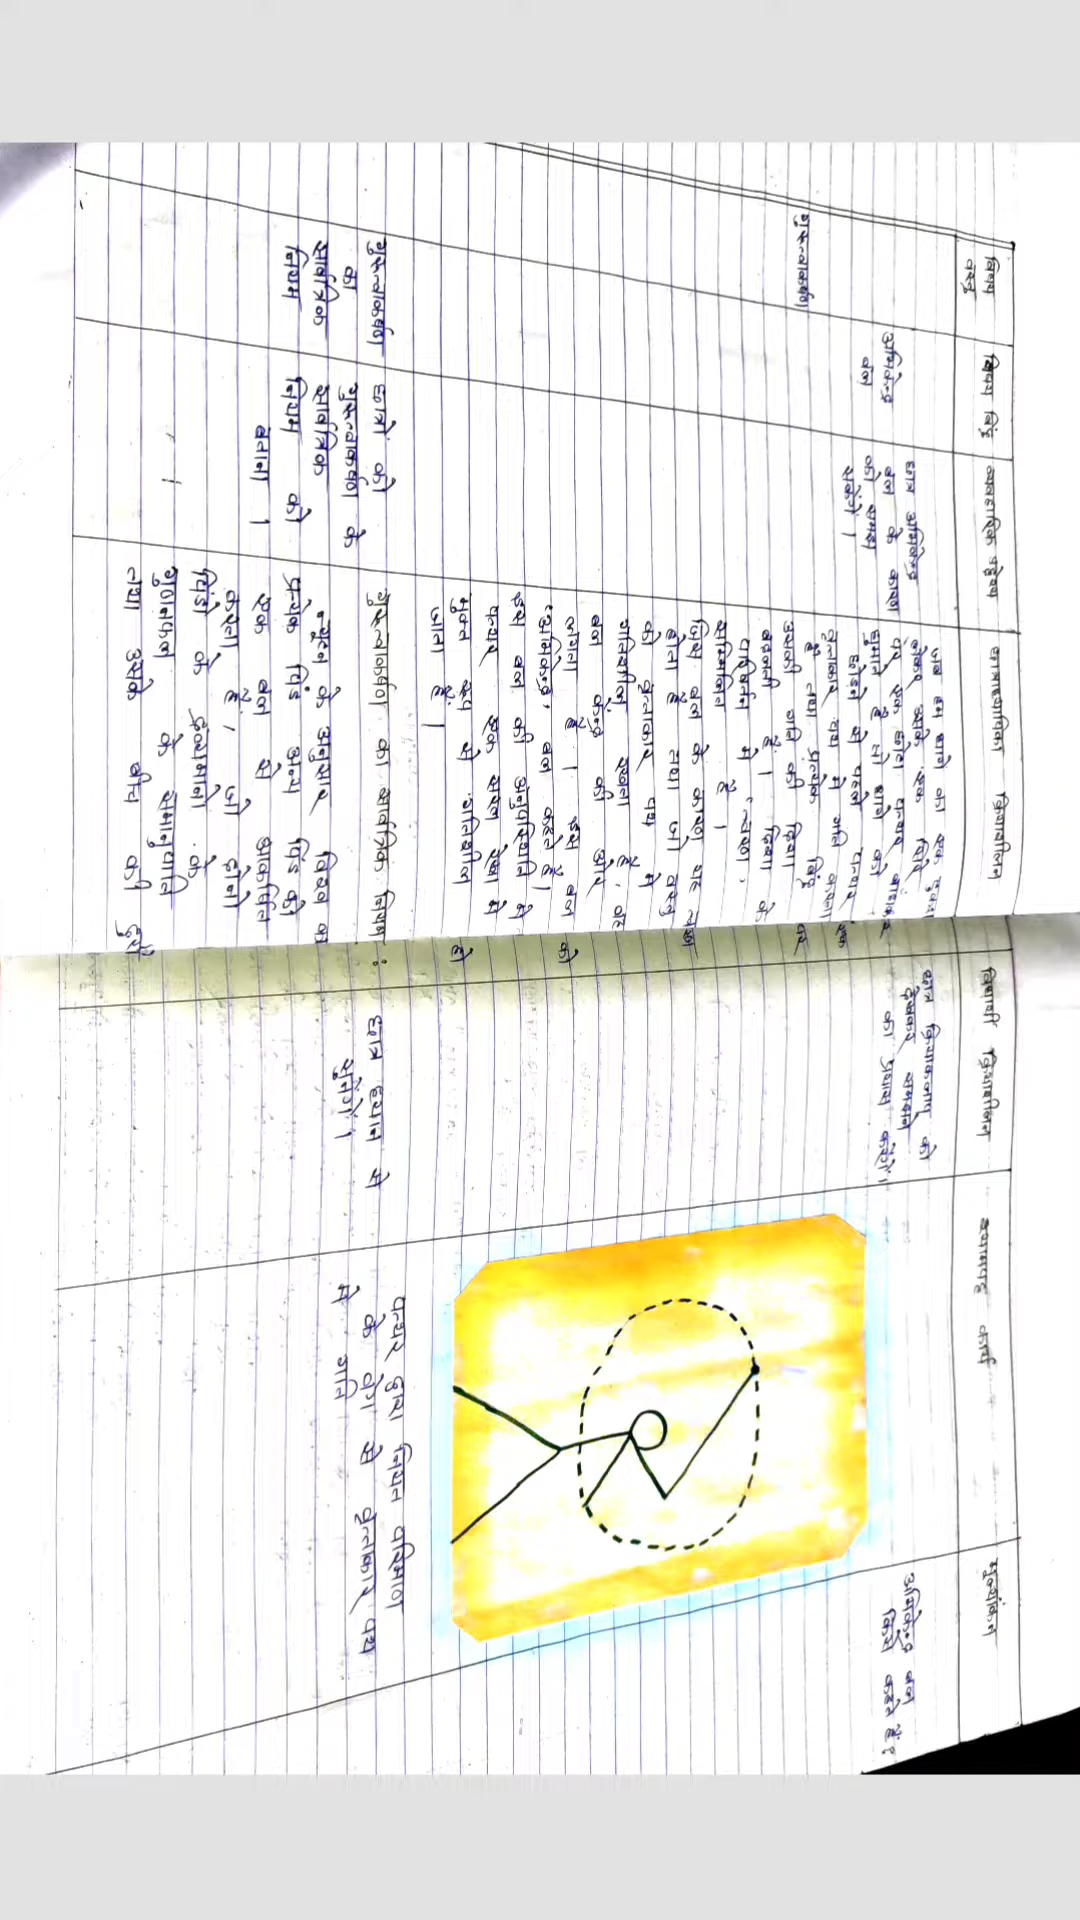 विषय वस्तु
शिक्षण बिंदु
व्यवहारिक उद्देश्य
छात्राध्यापिका क्रियाशीलन
विद्यार्थी क्रियाशीलन
श्यामपट्ट कार्य
मूल्यांकन
गुरूत्वाकर्षण
अभिकेन्द्र
बल
छात्र अभिकेन्द्र
बल के कारण
को समझ
सकेंगे।
जब हम धागे का एक टुकड़ा
लेकर उसके एक सिरे
पर एक छोटा पत्थर बांधकर
घुमाते हैं तो धागे को
छोड़ने से पहले पत्थर एक
वृत्ताकार पथ में गति करता
है तथा प्रत्येक बिंदु पर
उसकी गति की दिशा
बदलती है। दिशा के
परिवर्तन में 'त्वरण'
सम्मिलित है।
जिस बल के कारण यह त्वरण
होता है तथा जो वस्तु
को वृत्ताकार पथ में
गतिशील रखता है, वह
बल केन्द्र की ओर
लगता है। इस बल को
'अभिकेन्द्र' बल कहते हैं।
इस बल की अनुपस्थिति में
पत्थर एक सरल रेखा में
मुक्त रूप से गतिशील हो
जाता है।
छात्र क्रियाकलाप को
देखकर समझने
का प्रयास करेंगे।
अभिकेन्द्र बल
किसे कहते हैं?
गुरूत्वाकर्षण
का
सार्वत्रिक
नियम
छात्रों को
गुरूत्वाकर्षण के
सार्वत्रिक
नियम को
बताना।
गुरूत्वाकर्षण का सार्वत्रिक नियम:
न्यूटन के अनुसार विश्व का
प्रत्येक पिंड अन्य पिंड को
एक बल से आकर्षित
करता है, जो दोनों
पिंडो के द्रव्यमानो के
गुणनफल के समानुपाति
तथा उसके बीच की दूरी
छात्र ध्यान से
सुनेंगे।
पत्थर द्वारा नियत परिमाण
के वेग से वृत्ताकार पथ
में गति